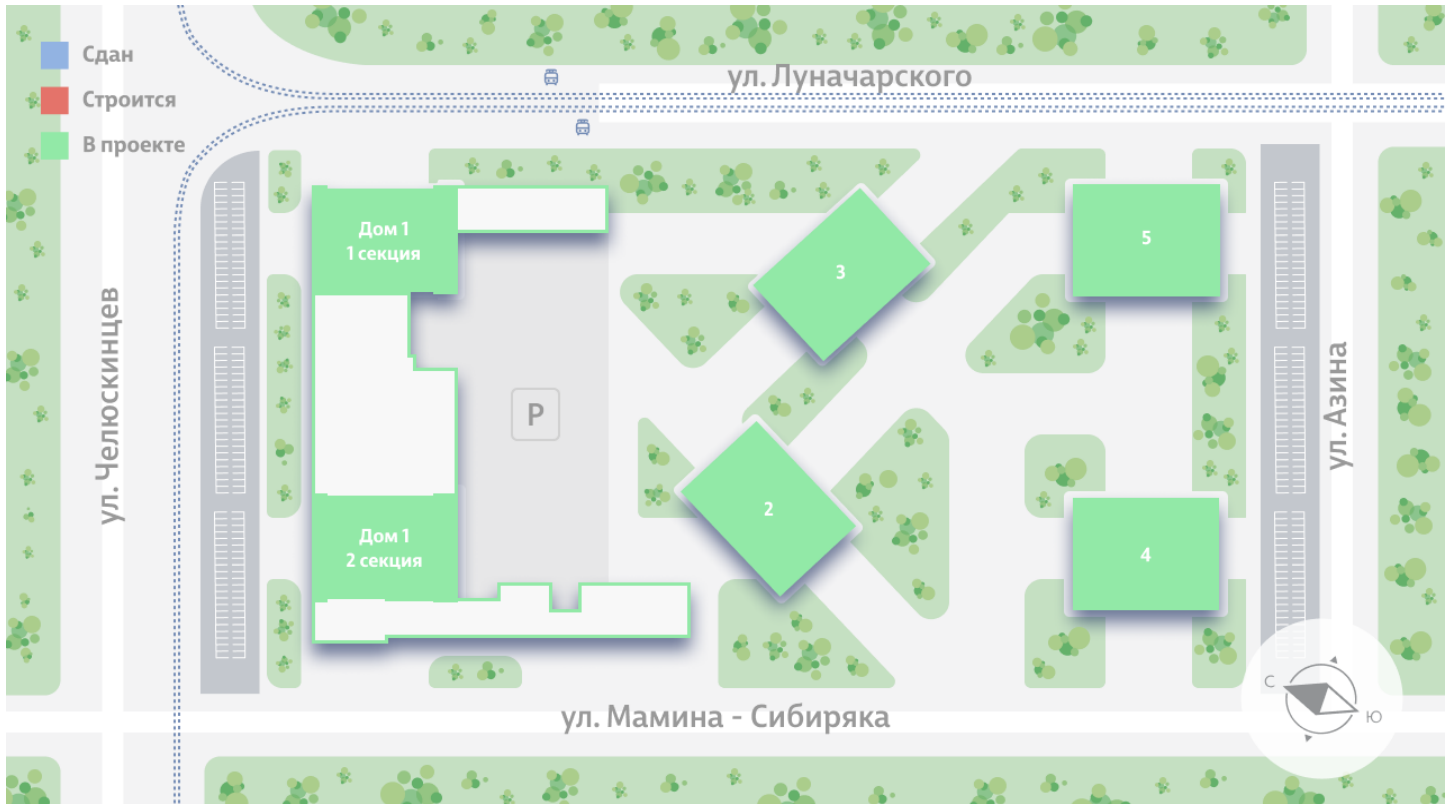 Сдан
Строится
В проекте
ул. Луначарского
ул. Челюскинцев
Дом 1
1 секция
3
5
P
ул. Азина
2
Дом 1
2 секция
4
ул. Мамина - Сибиряка
С
Ю